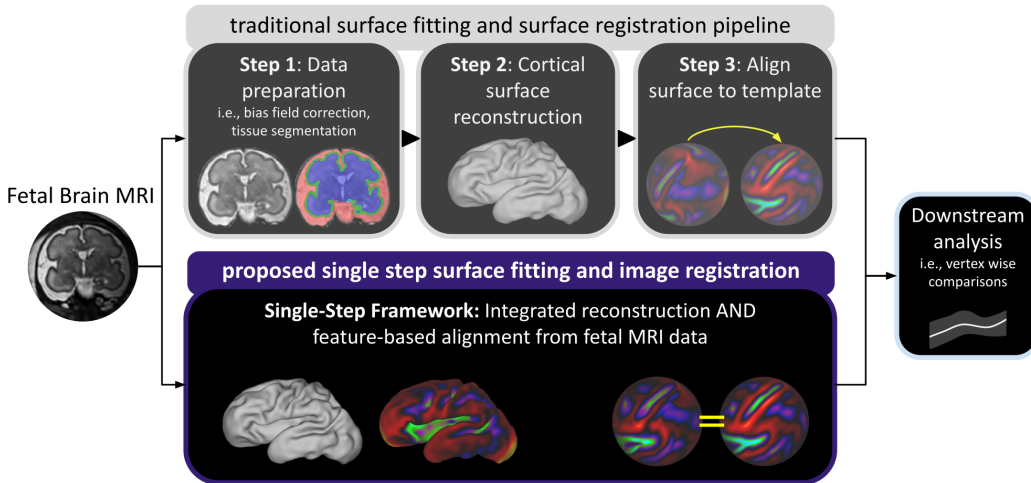 traditional surface fitting and surface registration pipeline
Step 1: Data
preparation
i.e., bias field correction,
tissue segmentation
Step 2: Cortical
surface
reconstruction
Step 3: Align
surface to template
Fetal Brain MRI
proposed single step surface fitting and image registration
Single-Step Framework: Integrated reconstruction AND
feature-based alignment from fetal MRI data
Downstream
analysis
i.e., vertex wise
comparisons